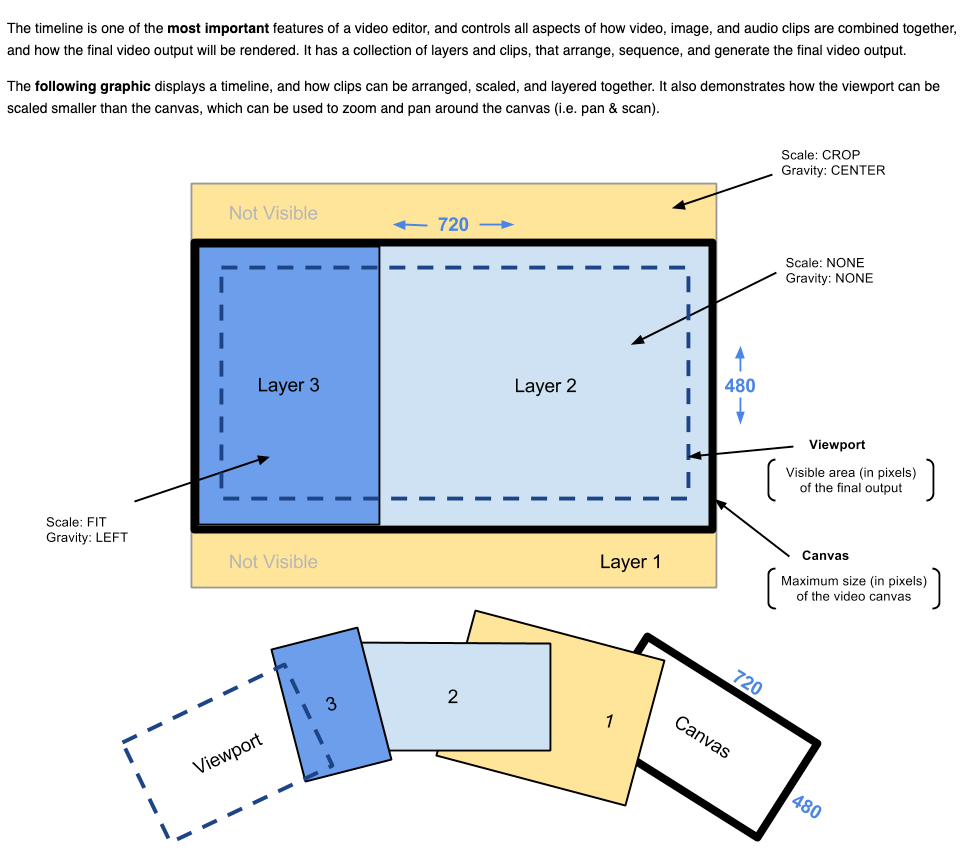 The timeline is one of the most important features of a video editor, and controls all aspects of how video, image, and audio clips are combined together,
and how the final video output will be rendered. It has a collection of layers and clips, that arrange, sequence, and generate the final video output.
The following graphic displays a timeline, and how clips can be arranged, scaled, and layered together. It also demonstrates how the viewport can be
scaled smaller than the canvas, which can be used to zoom and pan around the canvas (i.e. pan & scan).
Scale: CROP
Gravity: CENTER
Not Visible
720
Scale: NONE
Gravity: NONE
Layer 3
Layer 2
480
Viewport
Visible area (in pixels)
of the final output
Scale: FIT
Gravity: LEFT
Canvas
Not Visible
Layer 1
Maximum size (in pixels)
of the video canvas
Viewport
3
2
1
Canvas
720
480